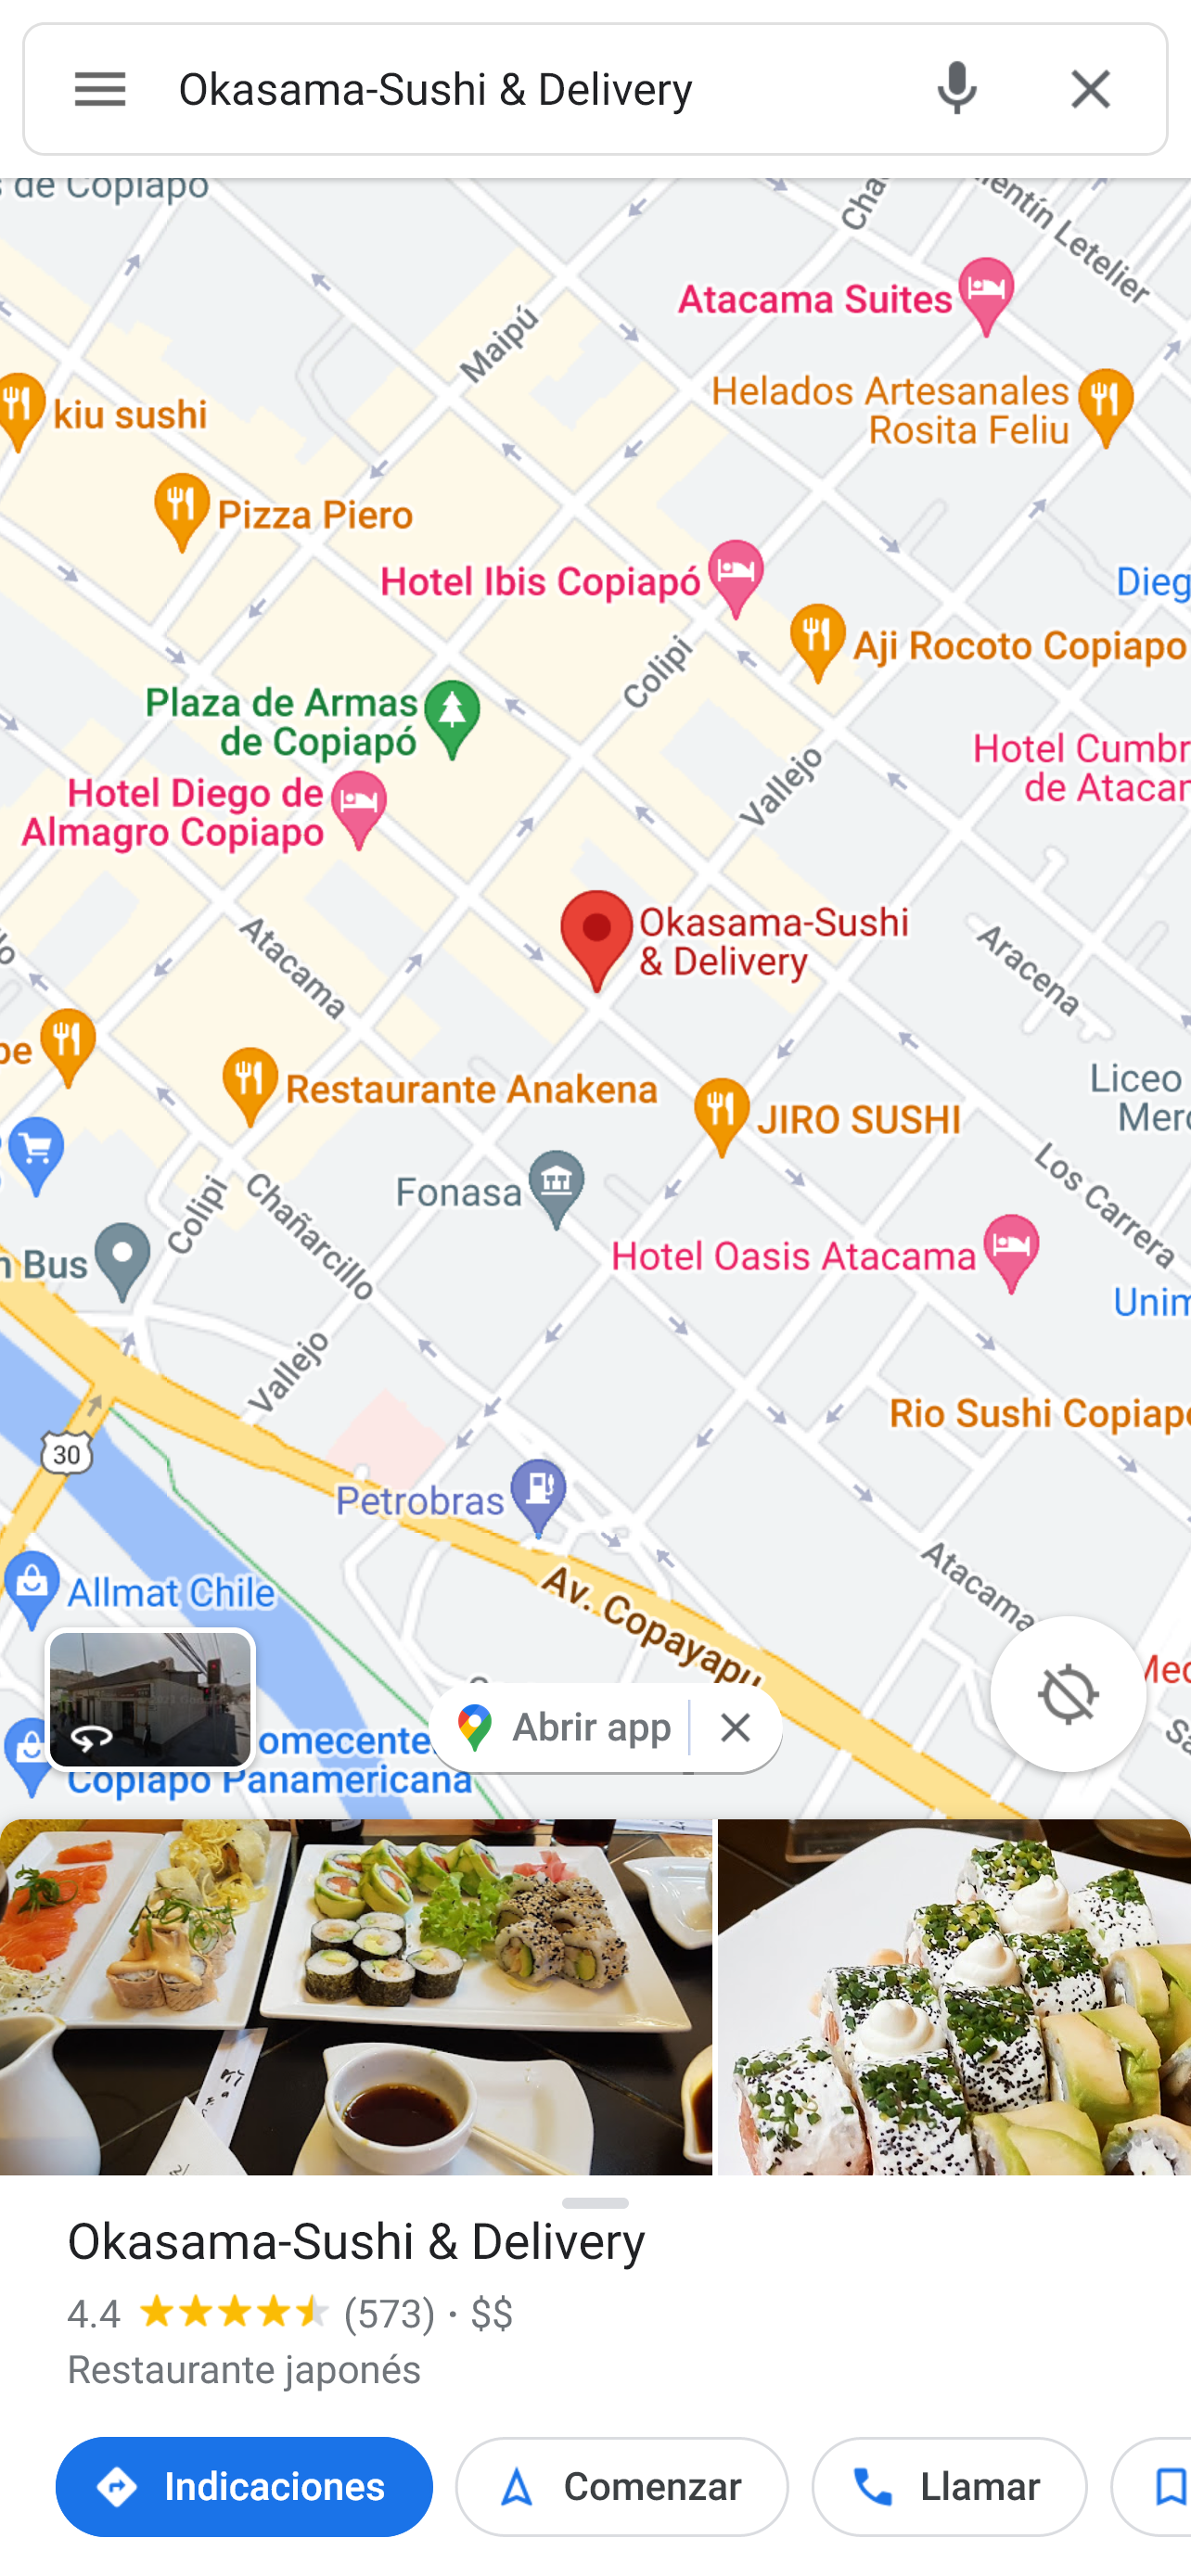 Okasama-Sushi & Delivery
de Copiapo
Cha
entín Letelier
Atacama Suites
Maipú
Helados Artesanales
Rosita Feliu
kiu sushi
Pizza Piero
Hotel Ibis Copiapó
Dieg
Aji Rocoto Copiapo
Colipi
Plaza de Armas
de Copiapó
Hotel Cumbr
de Atacar
Vallejo
Hotel Diego de
Almagro Copiapo
Okasama-Sushi
& Delivery
Atacama
Aracena
lo
pe
Restaurante Anakena
Liceo
Merc
JIRO SUSHI
Fonasa
Colipi
Chañarcillo
Los Carrera
n Bus
Hotel Oasis Atacama
Unim
Vallejo
Rio Sushi Copiapo
30
Petrobras
Atacama
Allmat Chile
Av. Copayapu
Mec
Sa
omecente
Copiapo Panamericana
Abrir app
Okasama-Sushi & Delivery
4.4 (573) · $$
Restaurante japonés
Indicaciones
Comenzar
Llamar